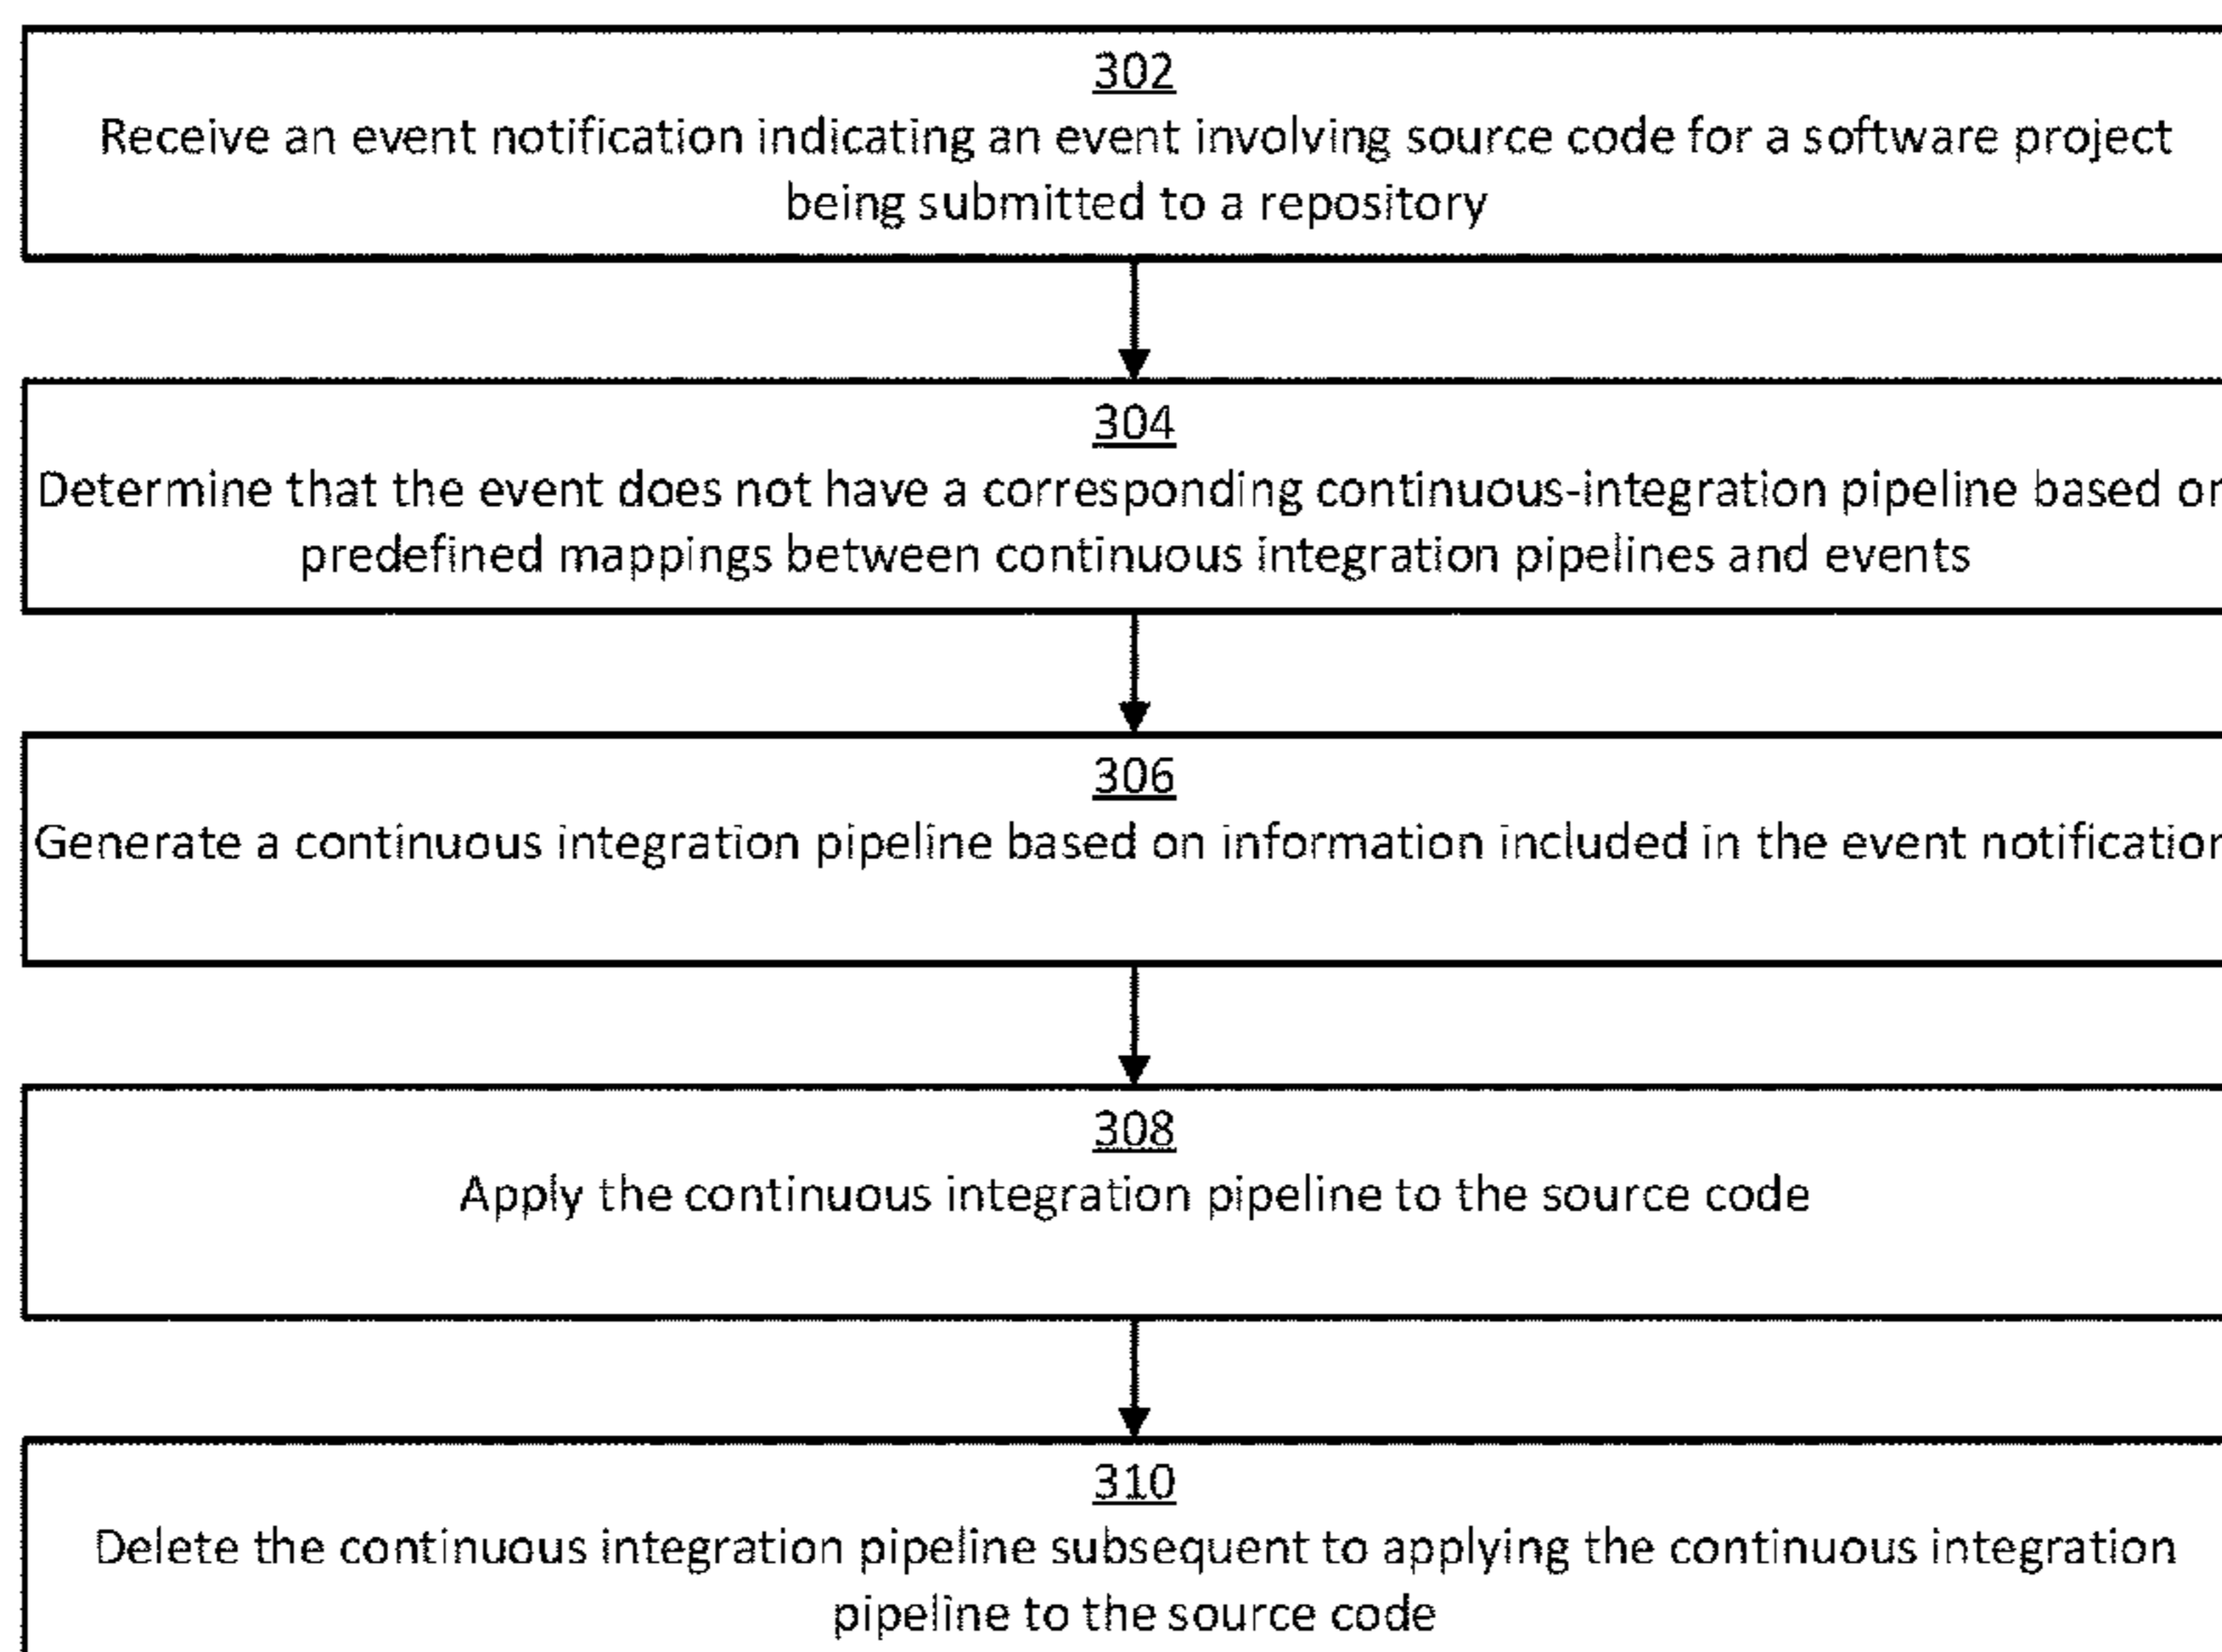 302
Receive an event notification indicating an event involving source code for a software project
being submitted to a repository
304
Determine that the event does not have a corresponding continuous-integration pipeline based on
predefined mappings between continuous integration pipelines and events
306
Generate a continuous integration pipeline based on information included in the event notification
308
Apply the continuous integration pipeline to the source code
310
Delete the continuous integration pipeline subsequent to applying the continuous integration
pipeline to the source code